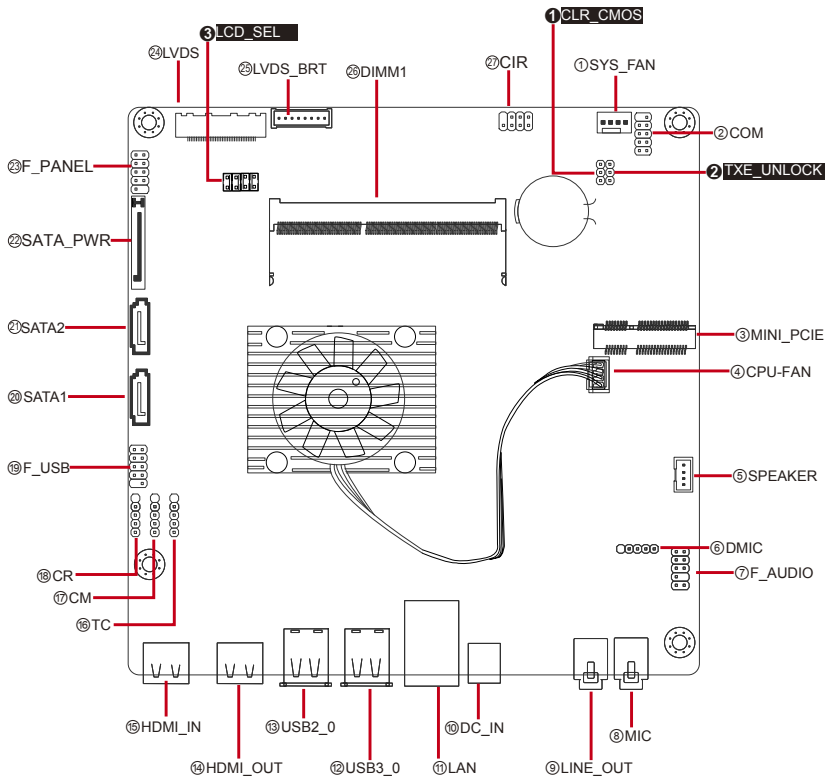 ❶CLR_CMOS
❸LCD_SEL
㉔LVDS
㉕LVDS_BRT
㉖DIMM1
㉗CIR
①SYS_FAN
②COM
㉓F_PANEL
❷TXE_UNLOCK
㉒SATA_PWR
㉑SATA2
③MINI_PCIE
④CPU-FAN
⑳SATA1
⑲F_USB
⑤SPEAKER
⑥DMIC
⑱CR
⑦F_AUDIO
⑰CM
⑯TC
⑮HDMI_IN
⑬USB2_0
⑩DC_IN
⑧MIC
⑭HDMI_OUT
⑫USB3_0
⑪LAN
⑨LINE_OUT